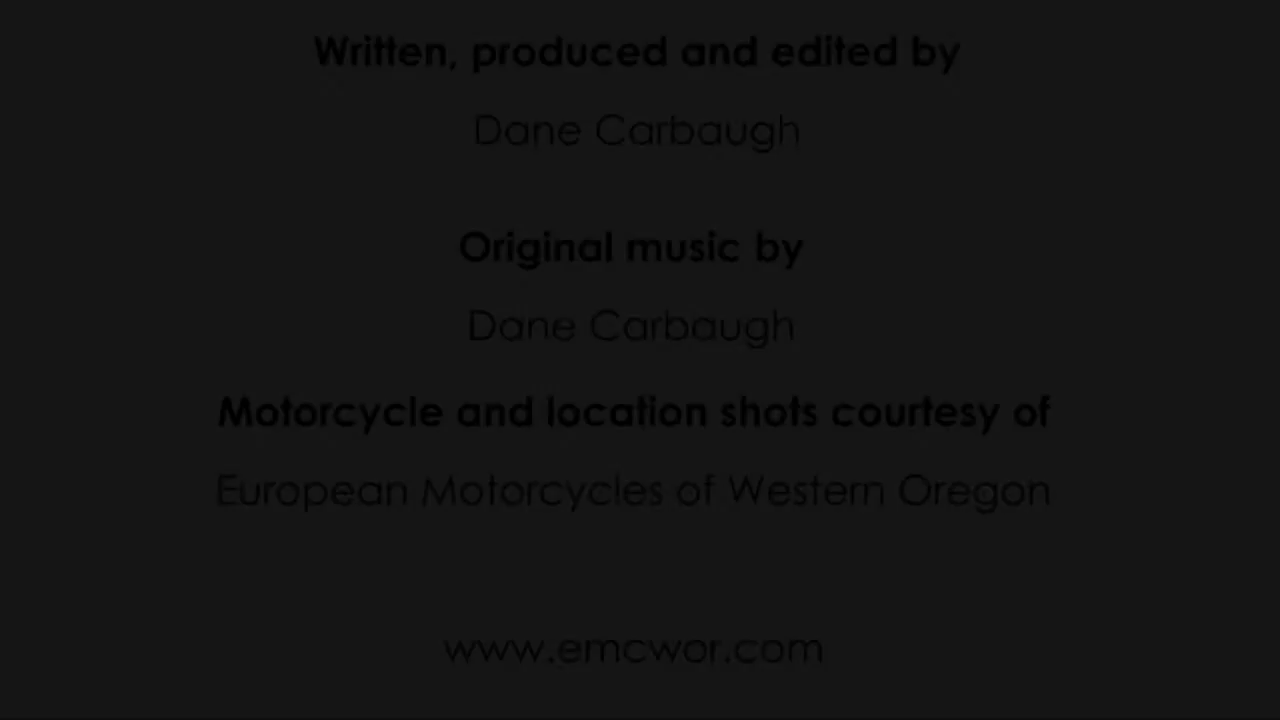 Written, produced and edited by
Dane Carbaugh
Original music by
Dane Carbaugh
Motorcycle and location shots courtesy of
European Motorcycles of Western Oregon
www.emcwor.com